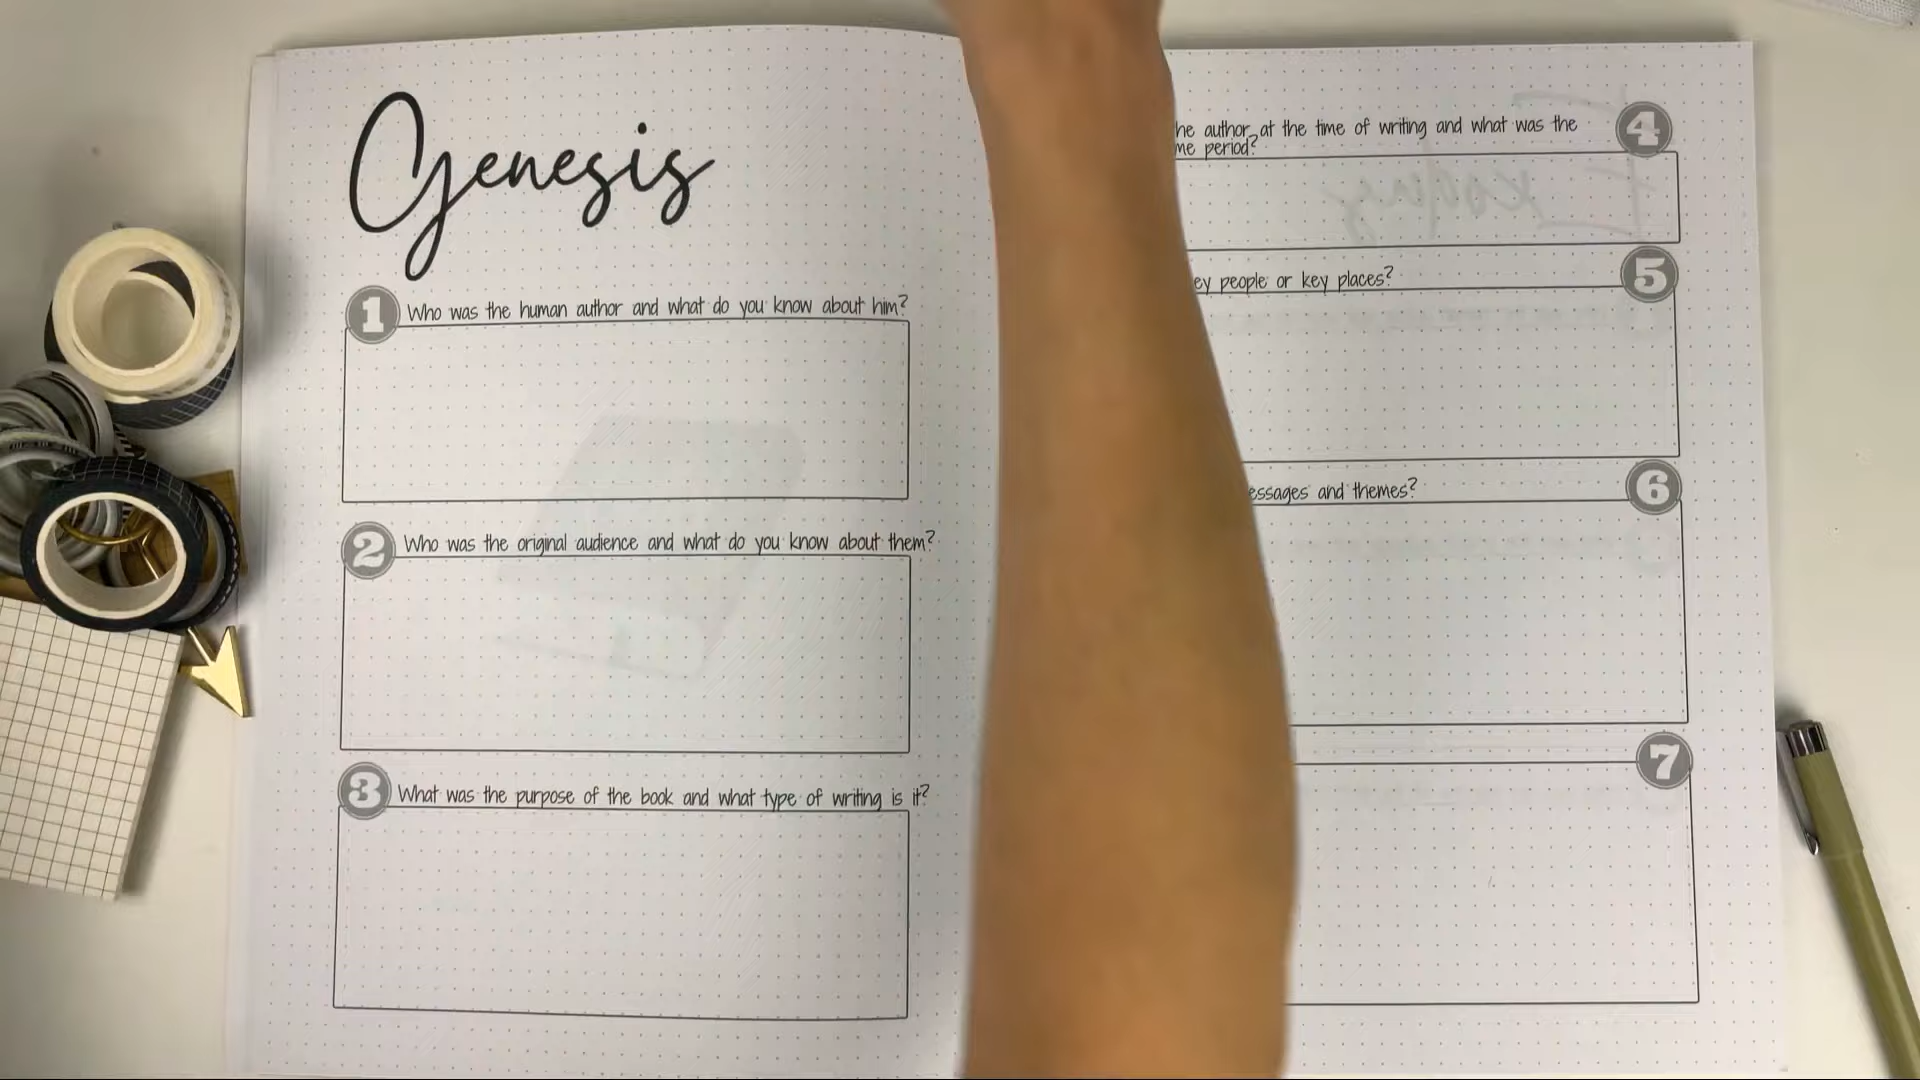 Genesis
1 Who was the human author and what do you know about him?
2 Who was the original audience and what do you know about them?
3 What was the purpose of the book and what type of writing is it?
he author at the time of writing and what was the 4
me period?
ey people or key places? 5
essages and themes? 6
7